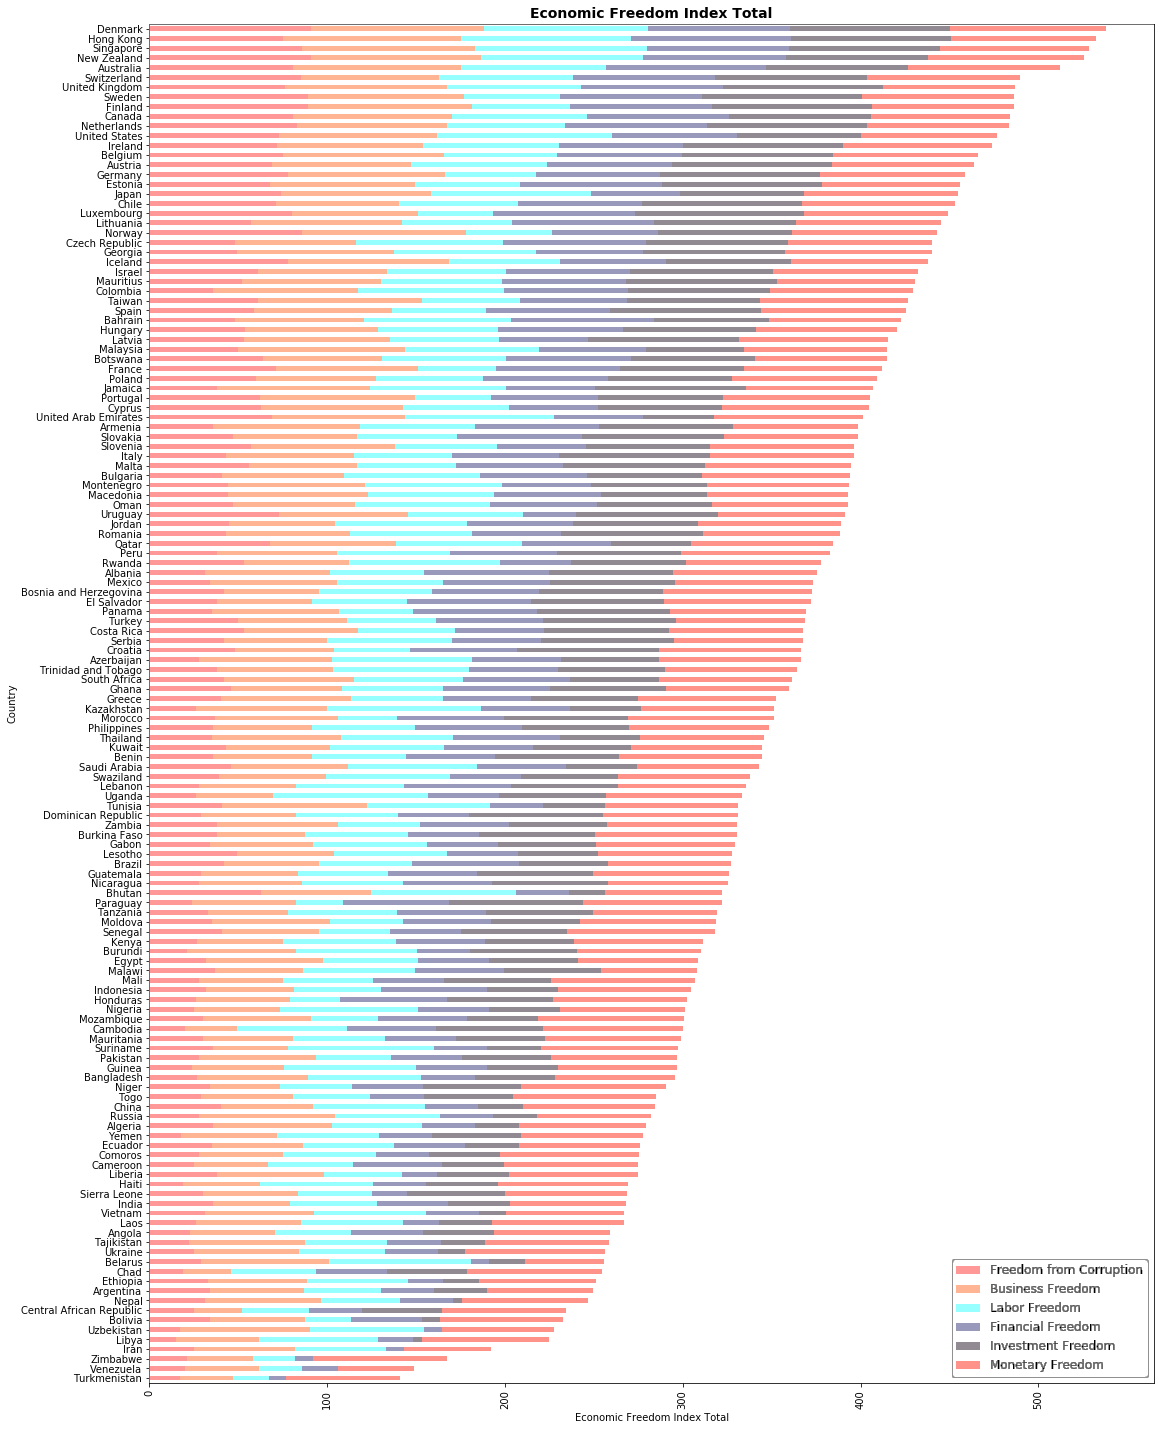 Economic Freedom Index Total
Denmark
Hong Kong
Singapore
New Zealand
Australia
Switzerland
United Kingdom
Sweden
Finland
Canada
Netherlands
United States
Ireland
Belgium
Austria
Germany
Estonia
Japan
Chile
Luxembourg
Lithuania
Norway
Czech Republic
Georgia
Iceland
Israel
Mauritius
Colombia
Taiwan
Spain
Bahrain
Hungary
Latvia
Malaysia
Botswana
France
Poland
Jamaica
Portugal
Cyprus
United Arab Emirates
Armenia
Slovakia
Slovenia
Italy
Malta
Bulgaria
Montenegro
Macedonia
Oman
Uruguay
Jordan
Romania
Qatar
Peru
Rwanda
Albania
Mexico
Bosnia and Herzegovina
El Salvador
Panama
Turkey
Costa Rica
Serbia
Croatia
Azerbaijan
Trinidad and Tobago
South Africa
Ghana
Greece
Kazakhstan
Morocco
Philippines
Thailand
Kuwait
Benin
Saudi Arabia
Swaziland
Lebanon
Uganda
Tunisia
Dominican Republic
Zambia
Burkina Faso
Gabon
Lesotho
Brazil
Guatemala
Nicaragua
Bhutan
Paraguay
Tanzania
Moldova
Senegal
Kenya
Burundi
Egypt
Malawi
Mali
Indonesia
Honduras
Nigeria
Mozambique
Cambodia
Mauritania
Suriname
Pakistan
Guinea
Bangladesh
Niger
Togo
China
Russia
Algeria
Yemen
Ecuador
Comoros
Cameroon
Liberia
Haiti
Sierra Leone
India
Vietnam
Laos
Angola
Tajikistan
Ukraine
Belarus
Chad
Ethiopia
Argentina
Nepal
Central African Republic
Bolivia
Uzbekistan
Libya
Iran
Zimbabwe
Venezuela
Turkmenistan
Country
0
100
200
300
400
500
Economic Freedom Index Total
Freedom from Corruption
Business Freedom
Labor Freedom
Financial Freedom
Investment Freedom
Monetary Freedom